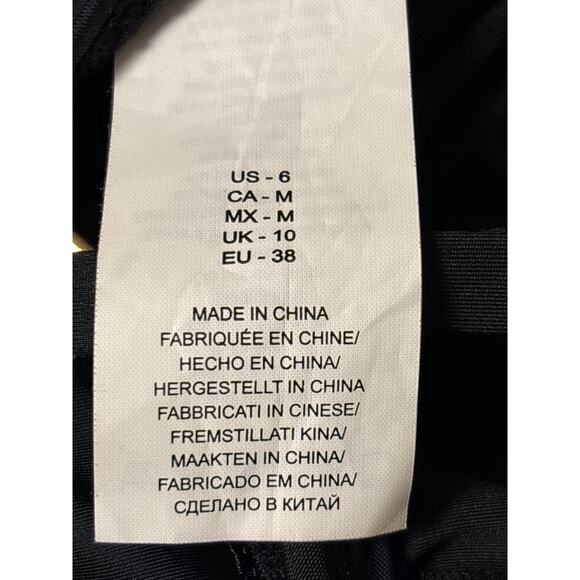 US - 6
CA - M
MX - M
UK - 10
EU - 38
MADE IN CHINA
FABRIQUÉE EN CHINE/
HECHO EN CHINA/
HERGESTELLT IN CHINA
FABBRICATI IN CINESE/
FREMSTILLATI KINA/
MAAKTEN IN CHINA/
FABRICADO EM CHINA/
СДЕЛАНО В КИТАЙ